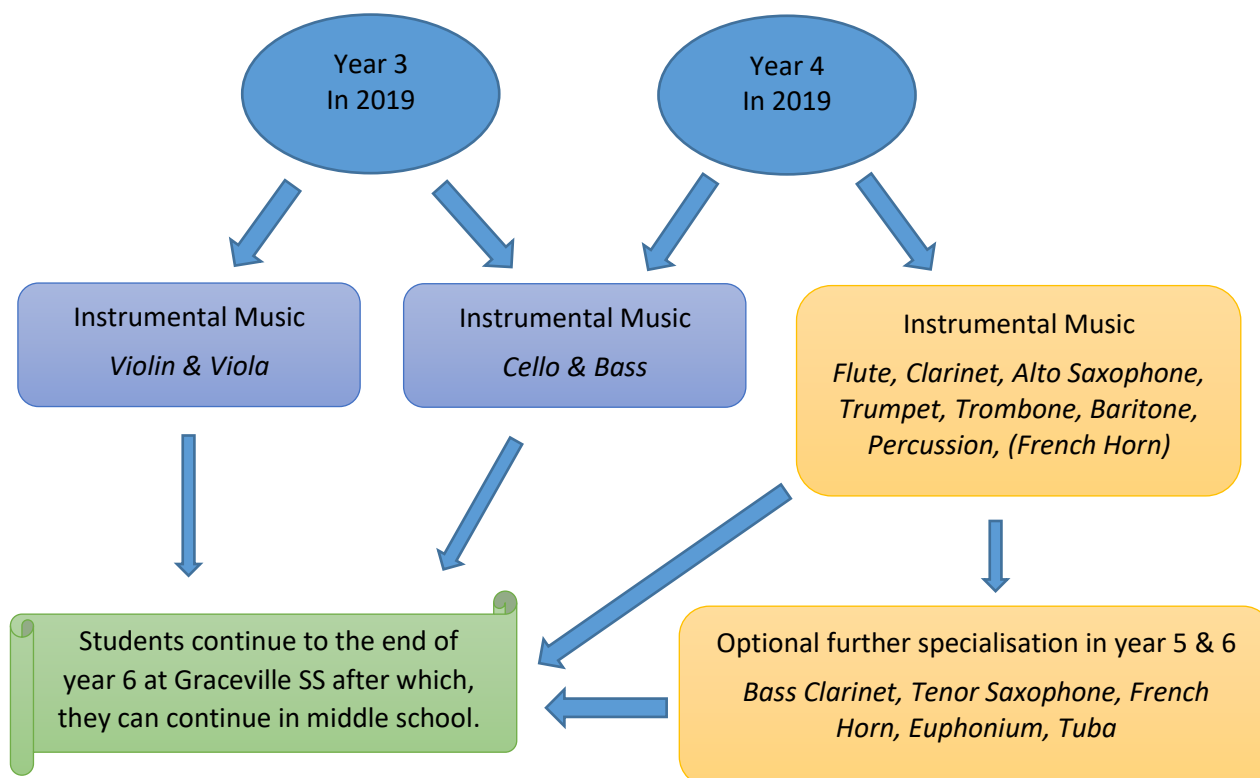 Year 3
In 2019
Year 4
In 2019
Instrumental Music
Violin & Viola
Instrumental Music
Cello & Bass
Instrumental Music
Flute, Clarinet, Alto Saxophone,
Trumpet, Trombone, Baritone,
Percussion, (French Horn)
Students continue to the end of
year 6 at Graceville SS after which,
they can continue in middle school.
Optional further specialisation in year 5 & 6
Bass Clarinet, Tenor Saxophone, French
Horn, Euphonium, Tuba